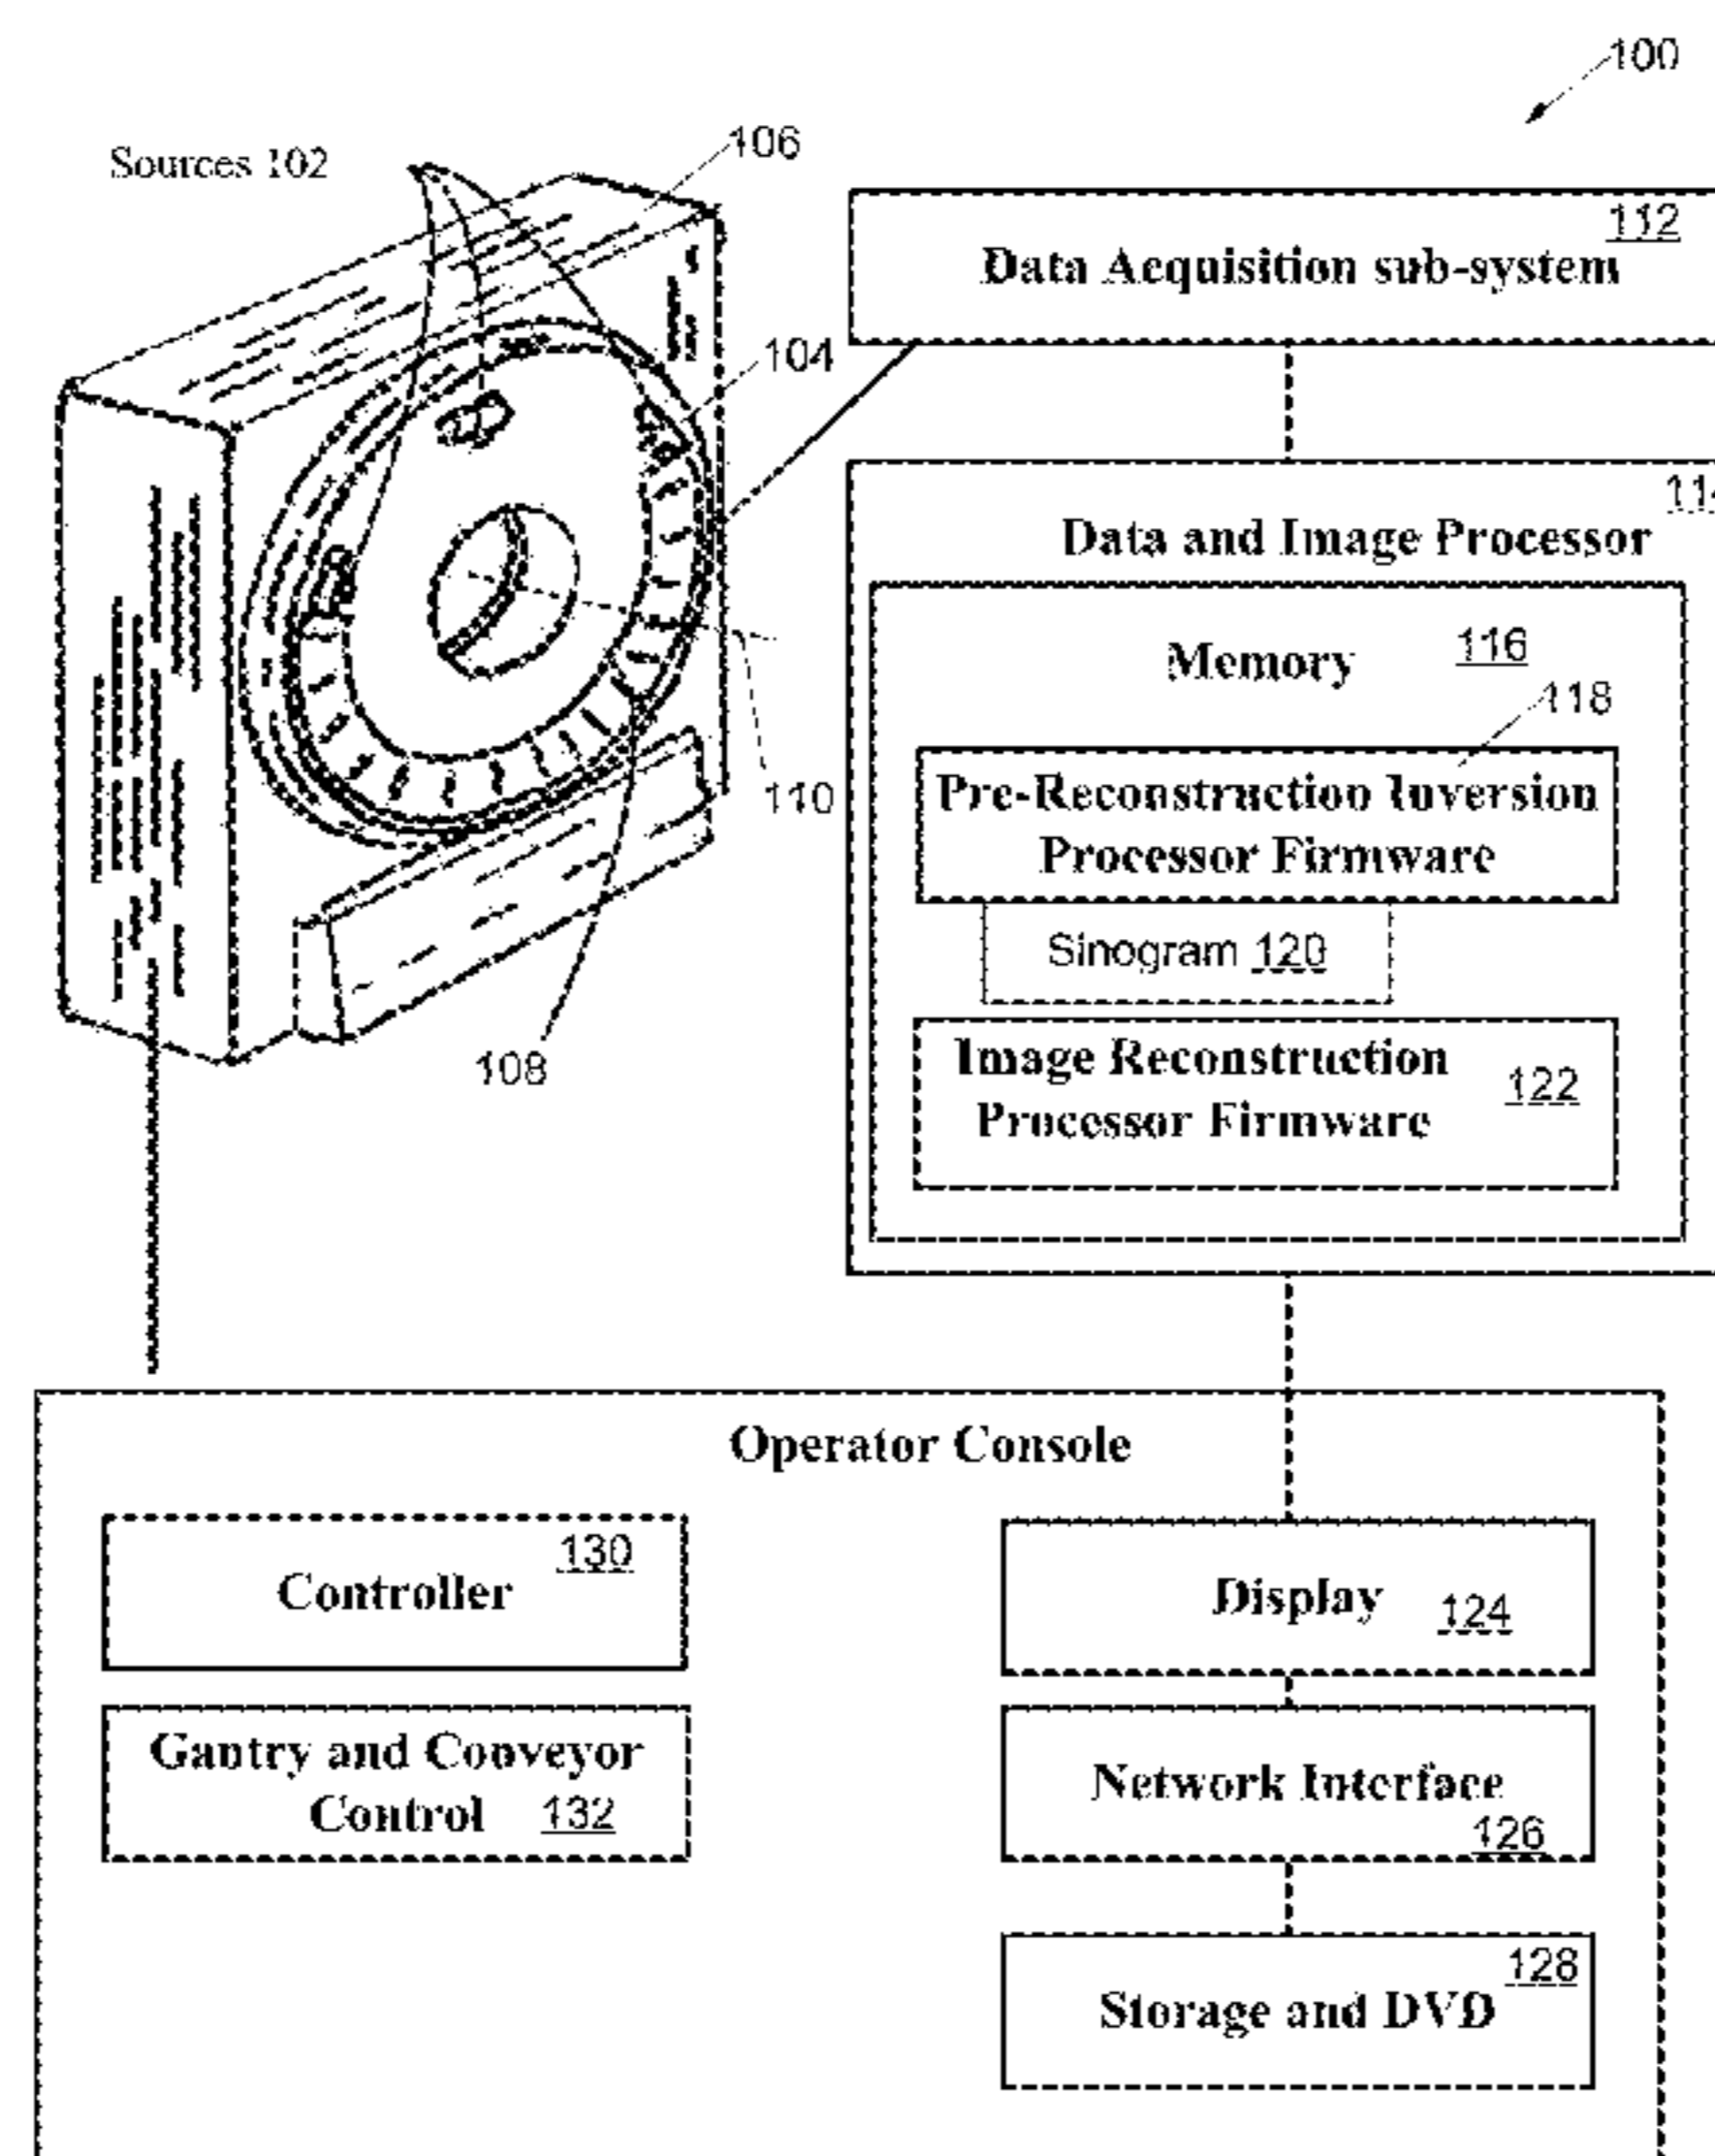 100
106
Sources 102
112
Data Acquisition sub-system
104
Data and Image Processor
Memory 116
118
110
Pre-Reconstruction Inversion
Processor Firmware
Sinogram 120
108
Image Reconstruction
Processor Firmware 122
Operator Console
130
Controller
Display 124
Gantry and Conveyor
Control 132
Network Interface
126
128
Storage and DVD